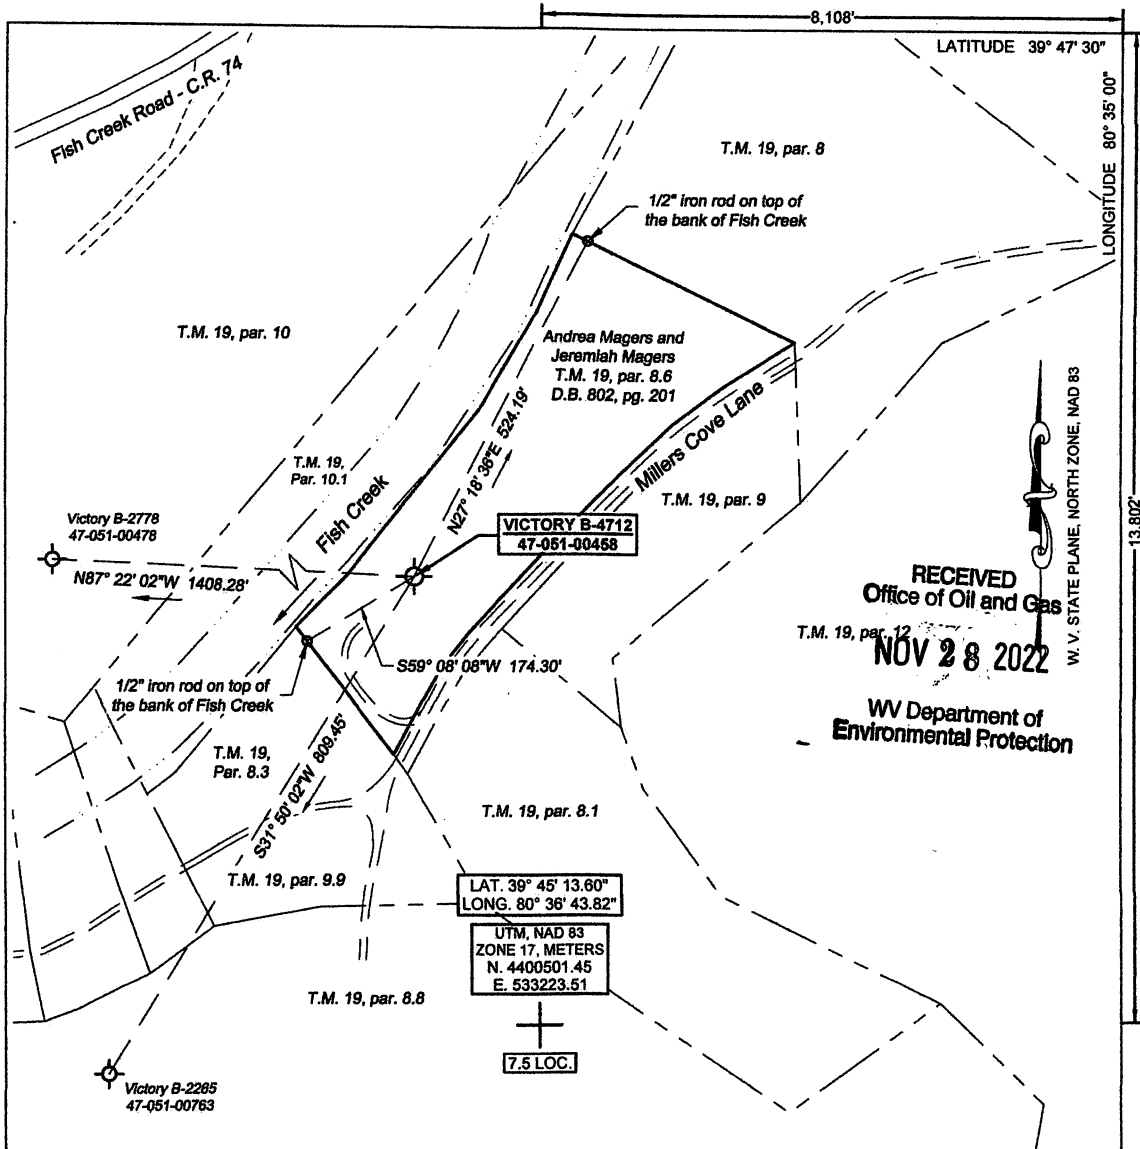 8,108'
LATITUDE 39° 47' 30"
LONGITUDE 80° 35' 00"
Fish Creek Road - C.R. 74
T.M. 19, par. 8
1/2" iron rod on top of
the bank of Fish Creek
T.M. 19, par. 10
Andrea Magers and
Jeremiah Magers
T.M. 19, par. 8.6
D.B. 802, pg. 201
N27° 18' 36"E 524.19'
Millers Cove Lane
W. V. STATE PLANE, NORTH ZONE, NAD 83
13,802'
T.M. 19,
Par. 10.1
Fish Creek
T.M. 19, par. 9
Victory B-2778
47-051-00478
VICTORY B-4712
47-051-00458
N87° 22' 02"W 1408.28'
RECEIVED
Office of Oil and Gas
T.M. 19, par. 12
NOV 28 2022
WV Department of
Environmental Protection
S59° 08' 08"W 174.30'
1/2" iron rod on top of
the bank of Fish Creek
T.M. 19,
Par. 8.3
S31° 50' 02"W 809.45'
T.M. 19, par. 8.1
T.M. 19, par. 9.9
LAT. 39° 45' 13.60"
LONG. 80° 36' 43.82"
UTM, NAD 83
ZONE 17, METERS
N. 4400501.45
E. 533223.51
T.M. 19, par. 8.8
7.5 LOC.
Victory B-2265
47-051-00763